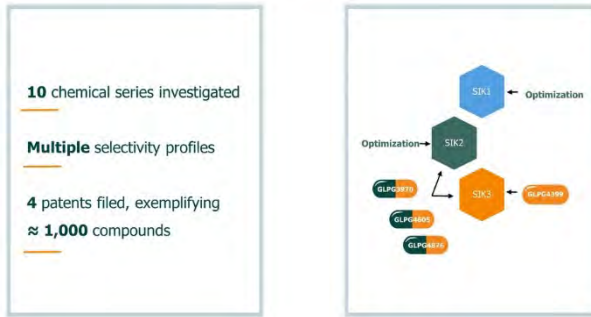 10 chemical series investigated
Multiple selectivity profiles
4 patents filed, exemplifying
≈ 1,000 compounds
SIK1
Optimization
Optimization
SIK2
GLPG3970
SIK3
GLPG4399
GLPG4605
GLPG4876